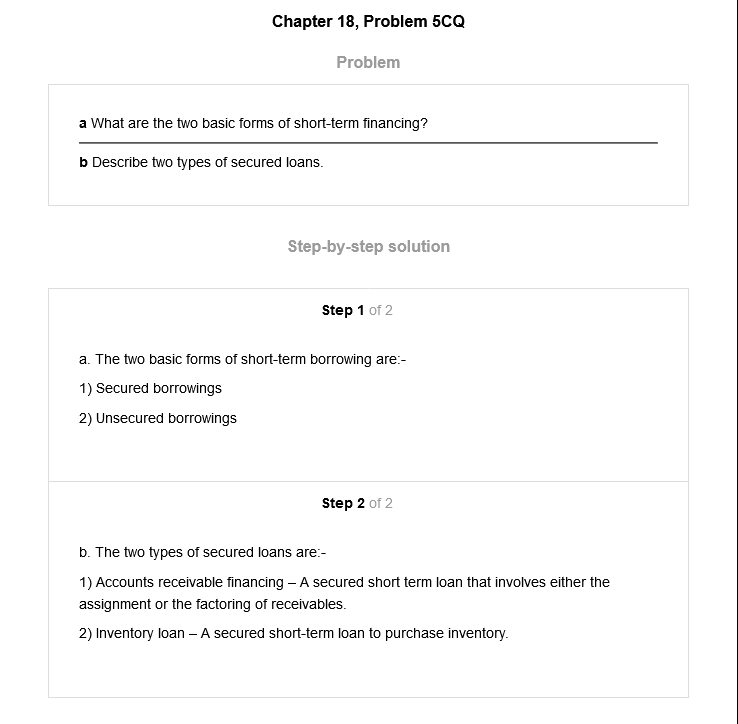 Chapter 18, Problem 5CQ
Problem
a What are the two basic forms of short-term financing?
b Describe two types of secured loans.
Step-by-step solution
Step 1 of 2
a. The two basic forms of short-term borrowing are:-
1) Secured borrowings
2) Unsecured borrowings
Step 2 of 2
b. The two types of secured loans are:-
1) Accounts receivable financing – A secured short term loan that involves either the
assignment or the factoring of receivables.
2) Inventory loan – A secured short-term loan to purchase inventory.